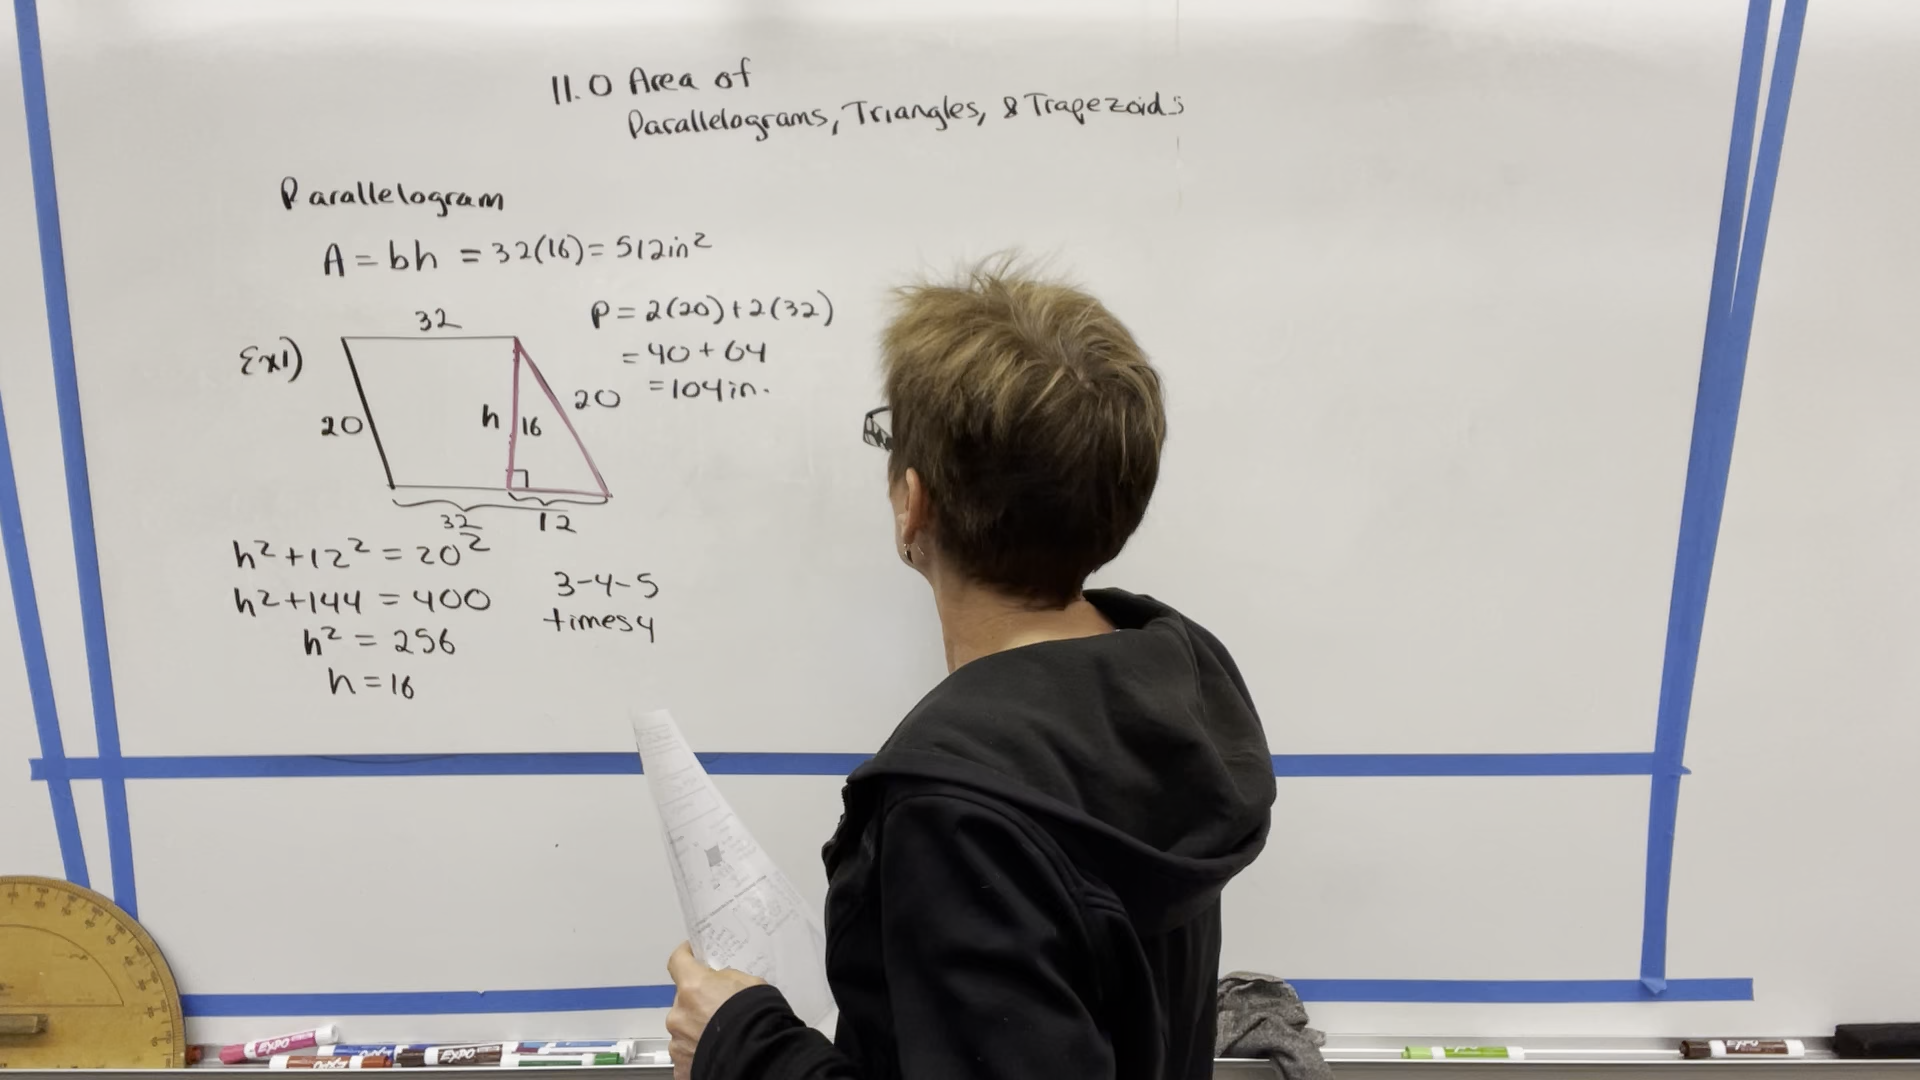 11.0 Area of
Parallelograms, Triangles, & Trapezoids
Parallelogram
A = bh = 32(16) = 512in²
Ex1)
32
P = 2(20) + 2(32)
= 40 + 64
= 104in.
20
h
16
20
32
12
h² + 12² = 20²
h² + 144 = 400
h² = 256
h = 16
3-4-5
times 4
EXPO
EXPO
EXPO